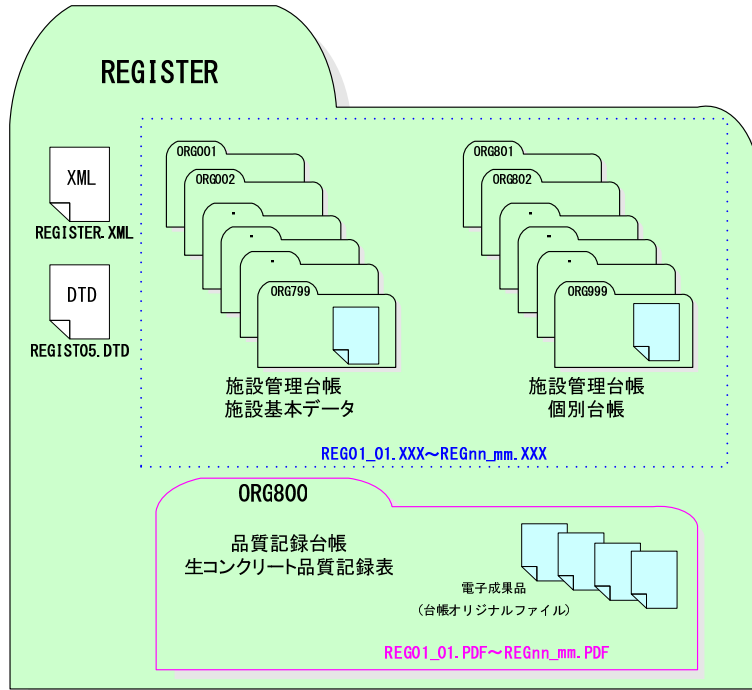 REGISTER
XML
REGISTER.XML
DTD
REGIST05.DTD
ORG001
ORG002
ORG799
施設管理台帳
施設基本データ
ORG801
ORG802
ORG999
施設管理台帳
個別台帳
REG01_01.XXX～REGnn_mm.XXX
ORG800
品質記録台帳
生コンクリート品質記録表
電子成果品
(台帳オリジナルファイル)
REG01_01.PDF～REGnn_mm.PDF